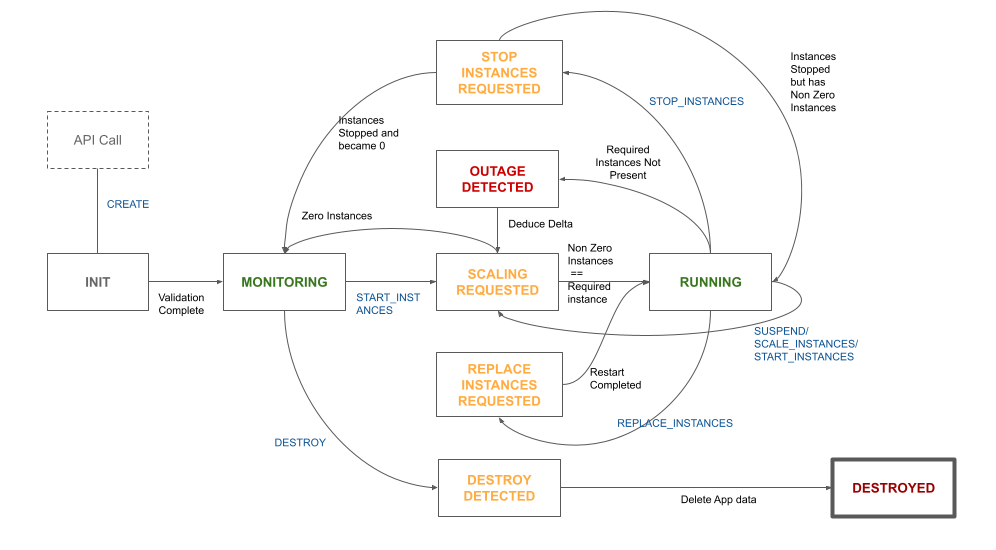 STOP
INSTANCES
REQUESTED
Instances
Stopped
but has
Non Zero
Instances
STOP_INSTANCES
API Call
Instances
Stopped and
became 0
Required
Instances Not
Present
OUTAGE
DETECTED
CREATE
Zero Instances
Deduce Delta
INIT
MONITORING
SCALING
REQUESTED
Non Zero
Instances
==
Required
instance
RUNNING
Validation
Complete
START_INST
ANCES
SUSPEND/
SCALE_INSTANCES/
START_INSTANCES
REPLACE
INSTANCES
REQUESTED
Restart
Completed
REPLACE_INSTANCES
DESTROY
DESTROY
DETECTED
Delete App data
DESTROYED